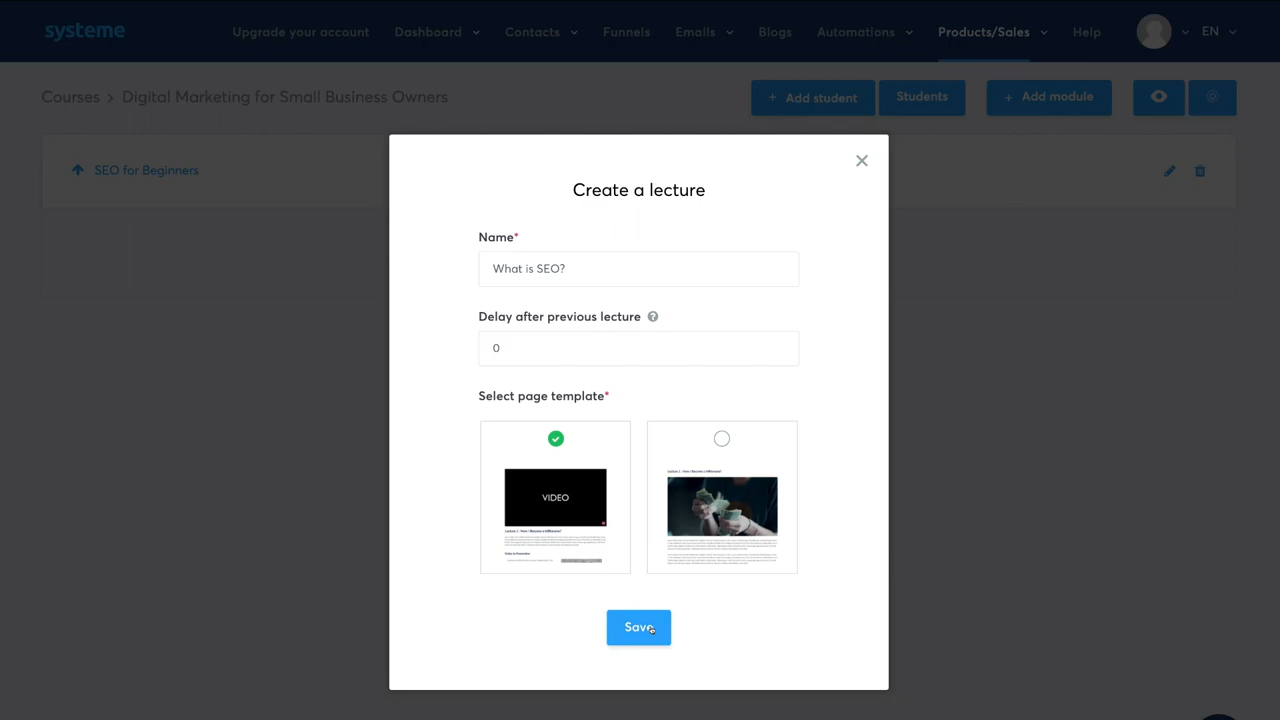 systeme
Upgrade your account Dashboard Contacts Funnels Emails Blogs Automations Products/Sales Help EN
Courses > Digital Marketing for Small Business Owners
+ Add student
Students
+ Add module
SEO for Beginners
Create a lecture
Name*
What is SEO?
Delay after previous lecture ?
0
Select page template*
VIDEO
Save